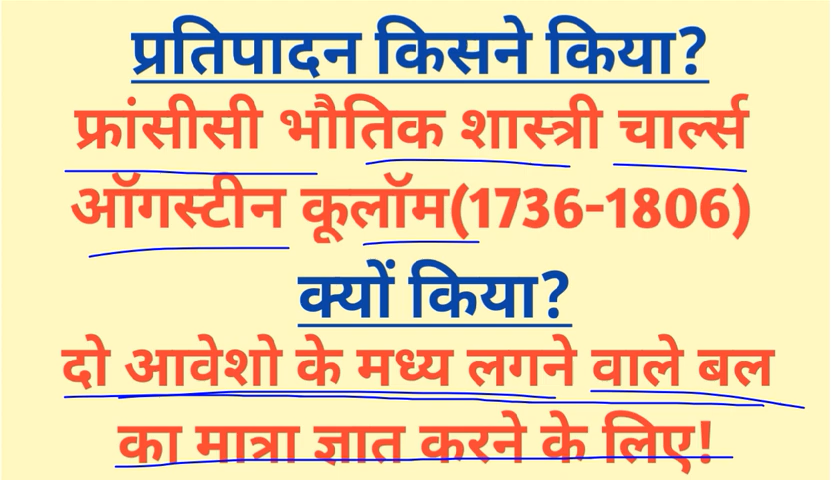 प्रतिपादन किसने किया?
फ्रांसीसी भौतिक शास्त्री चार्ल्स
ऑगस्टीन कूलॉम(1736-1806)
क्यों किया?
दो आवेशो के मध्य लगने वाले बल
का मात्रा ज्ञात करने के लिए!